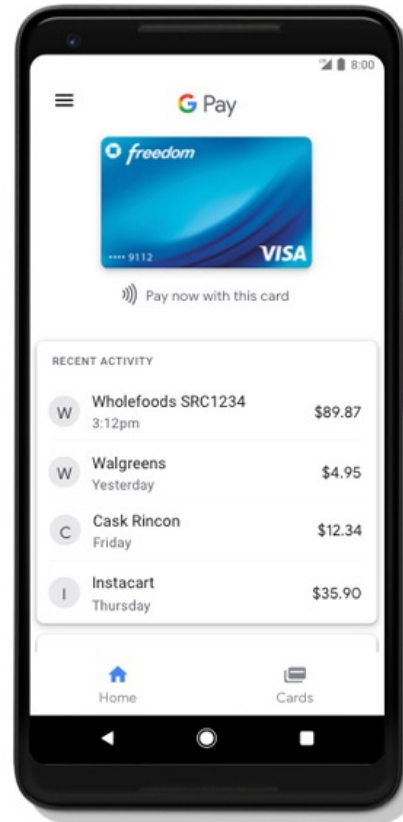 8:00
G Pay
freedom
•••• 9112
VISA
Pay now with this card
RECENT ACTIVITY
W
Wholefoods SRC1234
$89.87
3:12pm
W
Walgreens
$4.95
Yesterday
C
Cask Rincon
$12.34
Friday
I
Instacart
$35.90
Thursday
Home
Cards